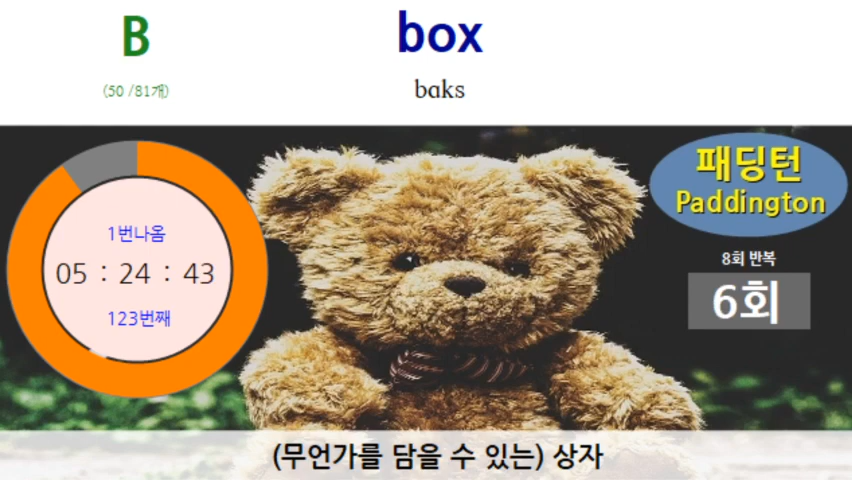 B
(50 /81개)
box
baks
1번나옴
05 : 24 : 43
123번째
패딩턴
Paddington
8회 반복
6회
(무언가를 담을 수 있는) 상자